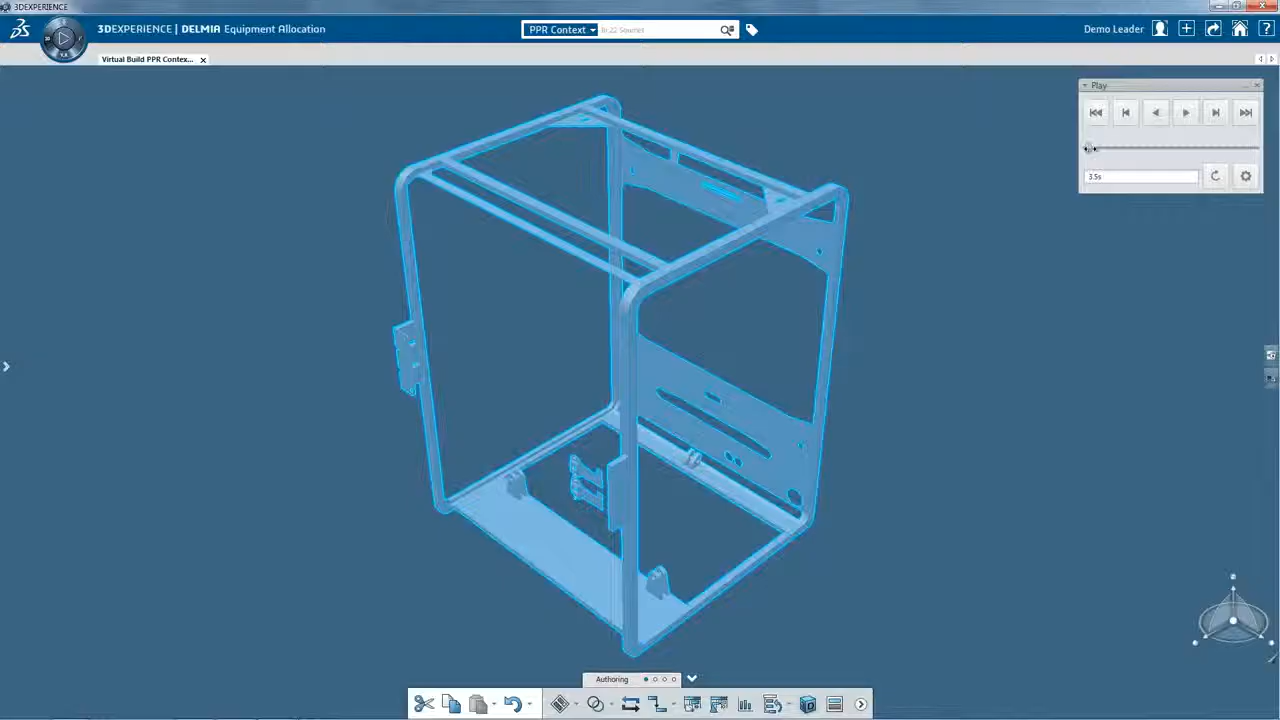 3DEXPERIENCE
3DEXPERIENCE | DELMIA Equipment Allocation
PPR Context
Demo Leader
Virtual Build PPR Contex...
Play
3.5s
Authoring